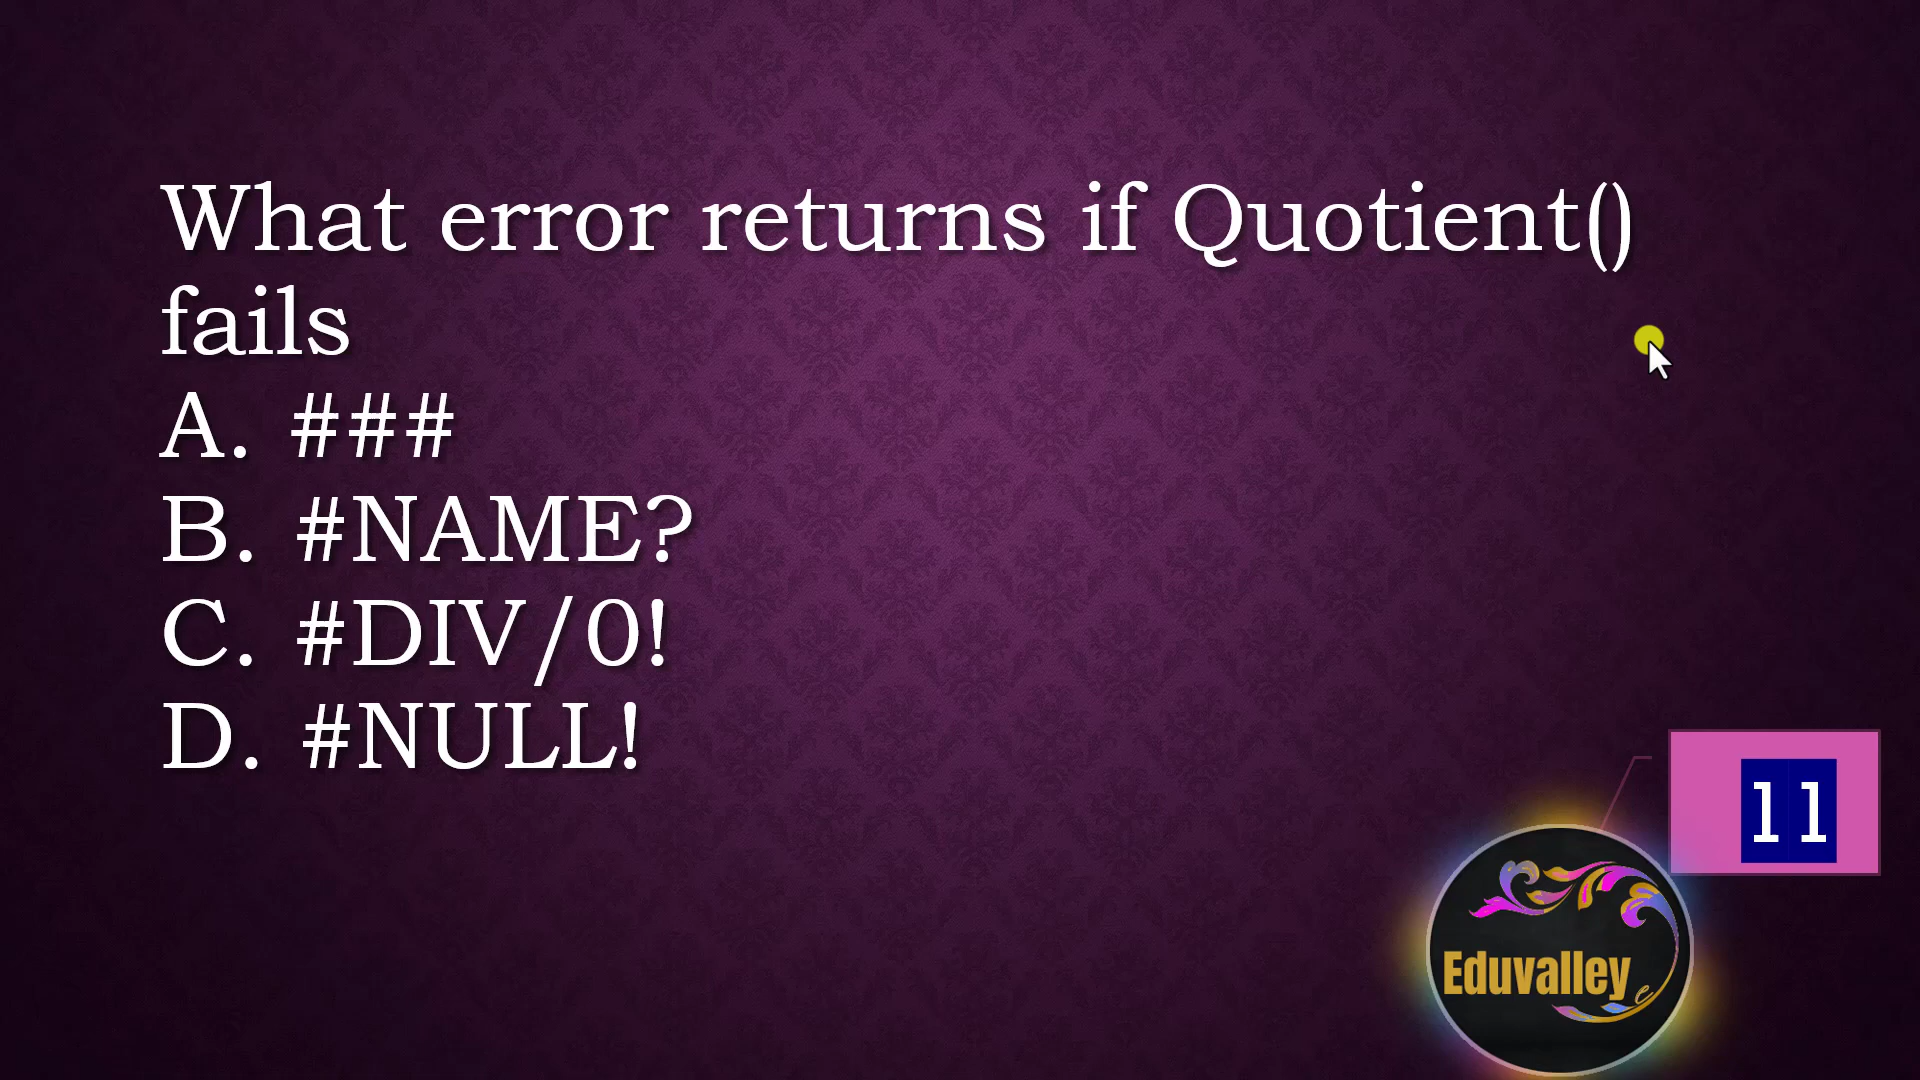 What error returns if Quotient()
fails
A. ###
B. #NAME?
C. #DIV/0!
D. #NULL!
11
Eduvalley
e